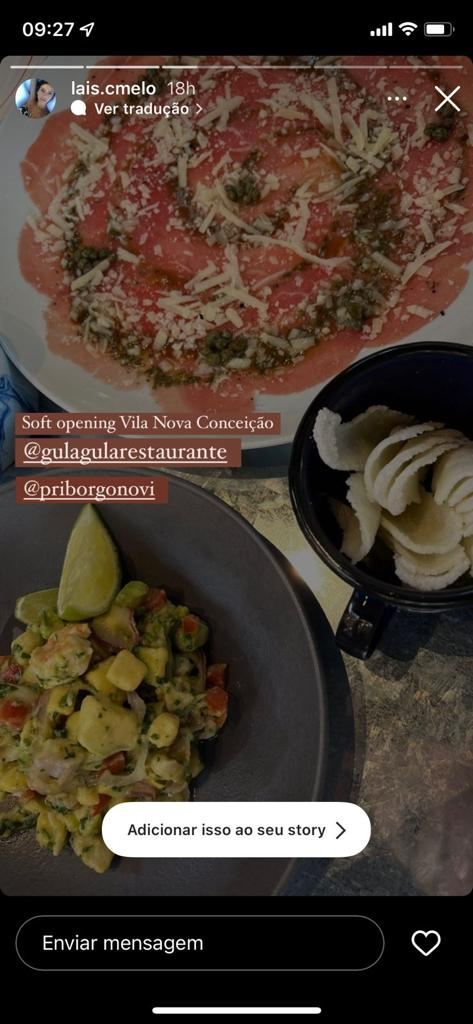 09:27
lais.cmelo 18h
Ver tradução
Soft opening Vila Nova Conceição
@gulagularestaurante
@priborgonovi
Adicionar isso ao seu story
Enviar mensagem